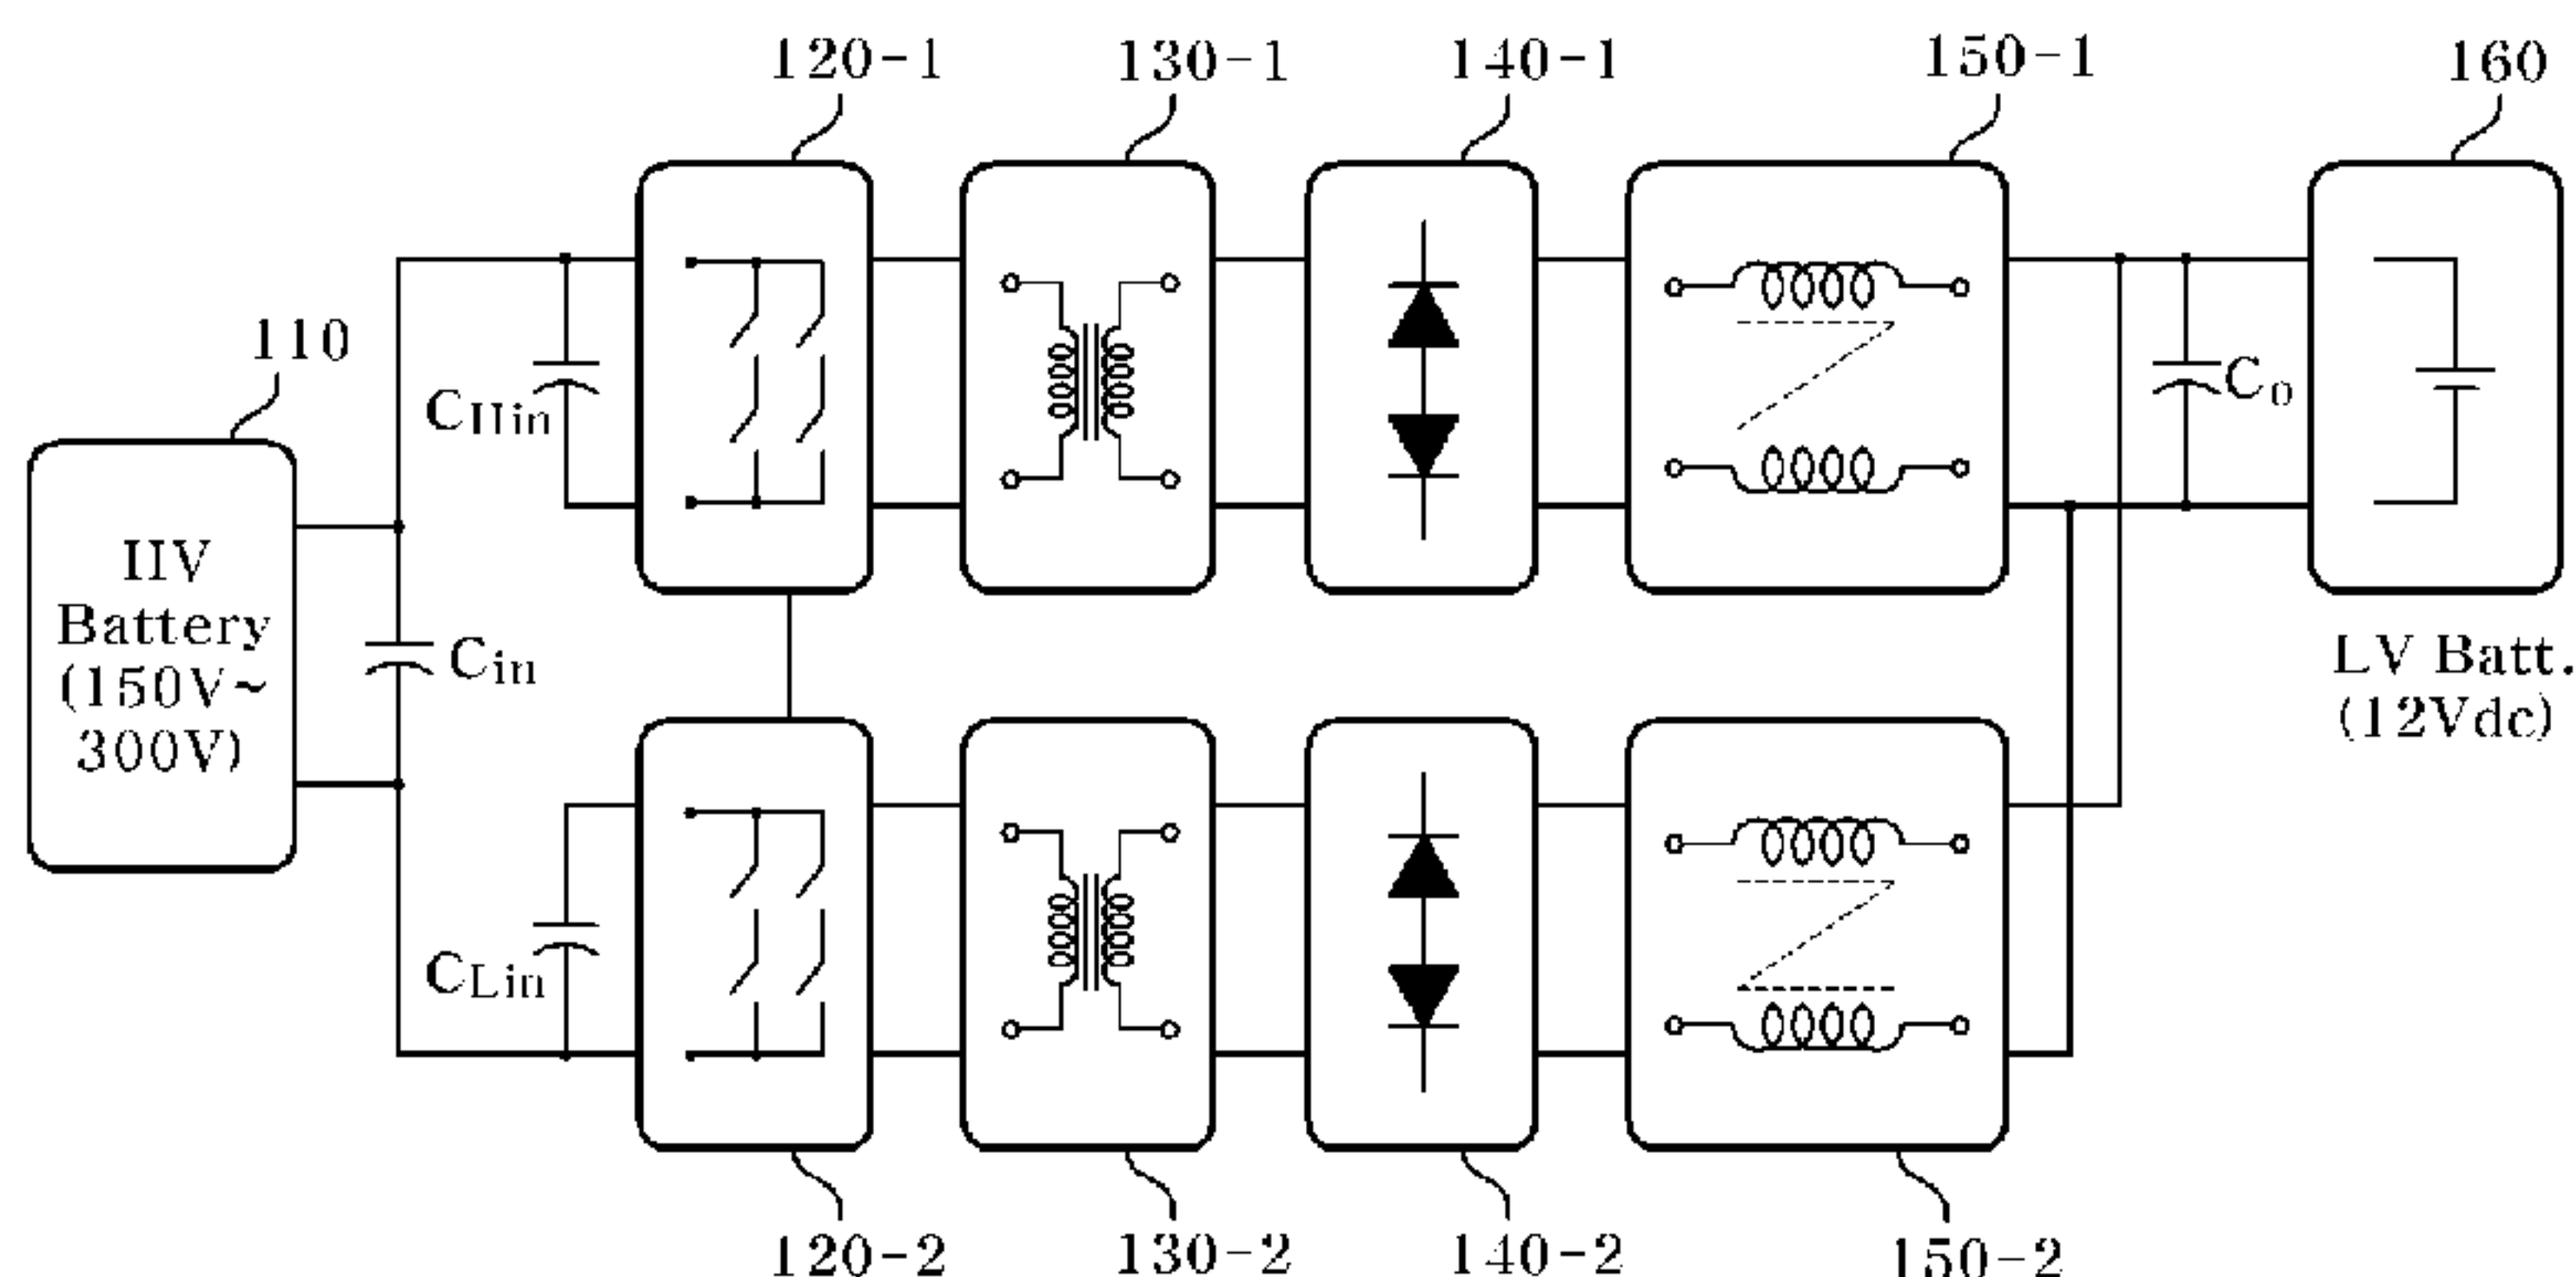 120-1
130-1
140-1
150-1
160
110
HV
Battery
(150V~
300V)
CHin
Cin
CLin
Co
LV Batt.
(12Vdc)
120-2
130-2
140-2
150-2